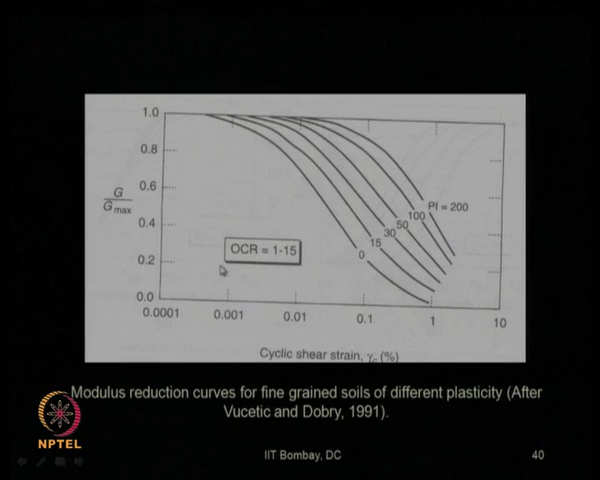 1.0
0.8
0.6
0.4
0.2
0.0
G
G max
OCR = 1-15
PI = 200
100
50
30
15
0
0.0001
0.001
0.01
0.1
1
10
Cyclic shear strain, γc (%)
Modulus reduction curves for fine grained soils of different plasticity (After
Vucetic and Dobry, 1991).
NPTEL
IIT Bombay, DC
40